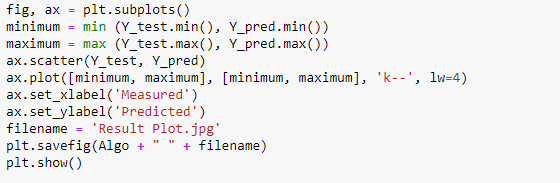 fig, ax = plt.subplots()
minimum = min (Y_test.min(), Y_pred.min())
maximum = max (Y_test.max(), Y_pred.max())
ax.scatter(Y_test, Y_pred)
ax.plot([minimum, maximum], [minimum, maximum], 'k--', lw=4)
ax.set_xlabel('Measured')
ax.set_ylabel('Predicted')
filename = 'Result Plot.jpg'
plt.savefig(Algo + " " + filename)
plt.show()